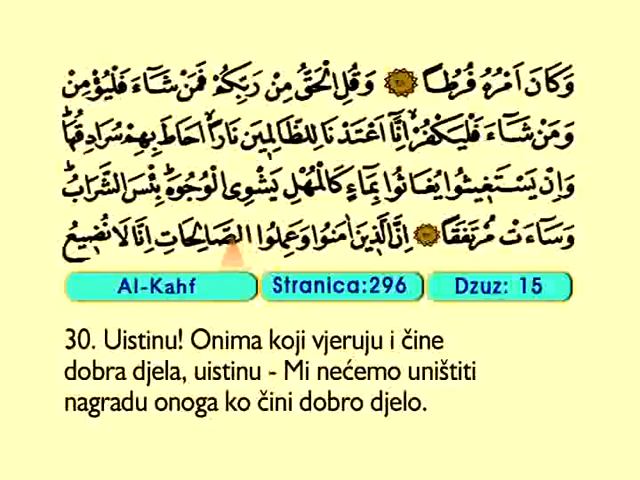 وَكَانَ اَمْرُهُ فُرُطًا ﴿٢٨﴾ وَقُلِ الْحَقُّ مِنْ رَبِّكُمْ فَمَنْ شَاءَ فَلْيُؤْمِنْ
وَمَنْ شَاءَ فَلْيَكْفُرْ اِنَّا اَعْتَدْنَا لِلظَّالِمِينَ نَارًا اَحَاطَ بِهِمْ سُرَادِقُهَا
وَاِنْ يَسْتَغِيثُوا يُغَاثُوا بِمَاءٍ كَالْمُهْلِ يَشْوِى الْوُجُوهَ بِئْسَ الشَّرَابُ
وَسَاءَتْ مُرْتَفَقًا ﴿٢٩﴾ اِنَّ الَّذِينَ اٰمَنُوا وَعَمِلُوا الصَّالِحَاتِ اِنَّا لَا نُضِيعُ
Al-Kahf Stranica:296 Dzuz: 15
30. Uistinu! Onima koji vjeruju i čine
dobra djela, uistinu - Mi nećemo uništiti
nagradu onoga ko čini dobro djelo.